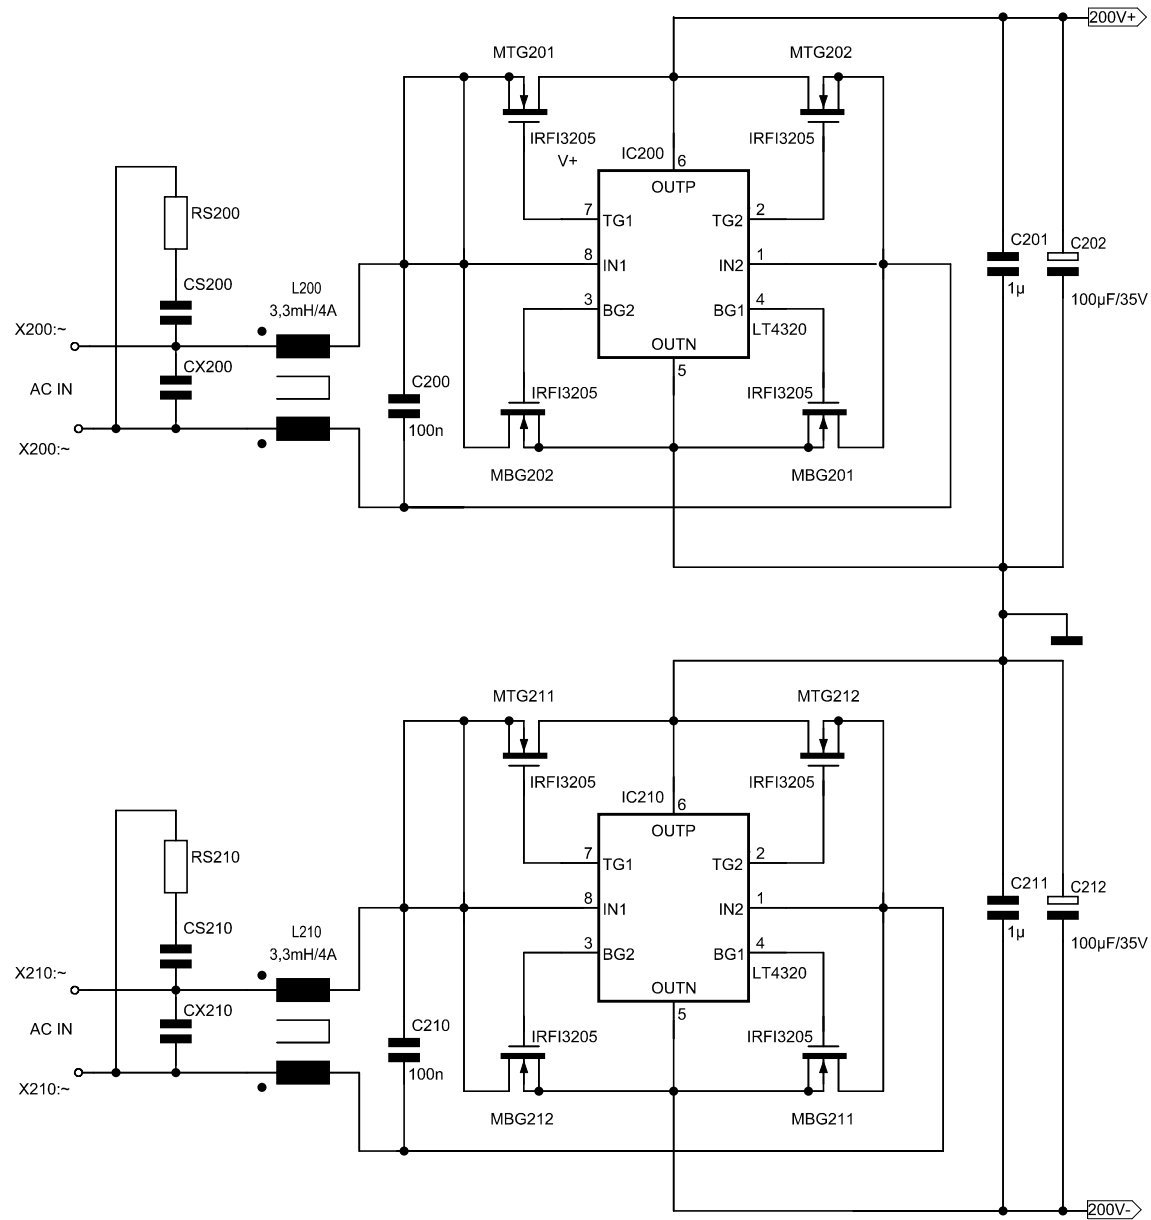 200V+
MTG201
MTG202
IRFI3205
IRFI3205
V+
IC200
6
OUTP
RS200
7
TG1
TG2
2
C201
C202
8
IN1
IN2
1
CS200
L200
1µ
3,3mH/4A
3
BG2
BG1
4
100µF/35V
X200:~
LT4320
OUTN
CX200
5
AC IN
C200
IRFI3205
IRFI3205
100n
X200:~
MBG202
MBG201
MTG211
MTG212
IRFI3205
IRFI3205
IC210
6
OUTP
RS210
7
TG1
TG2
2
C211
C212
8
IN1
IN2
1
CS210
L210
1µ
3,3mH/4A
3
BG2
BG1
4
100µF/35V
X210:~
LT4320
OUTN
CX210
5
AC IN
C210
IRFI3205
IRFI3205
100n
X210:~
MBG212
MBG211
200V-